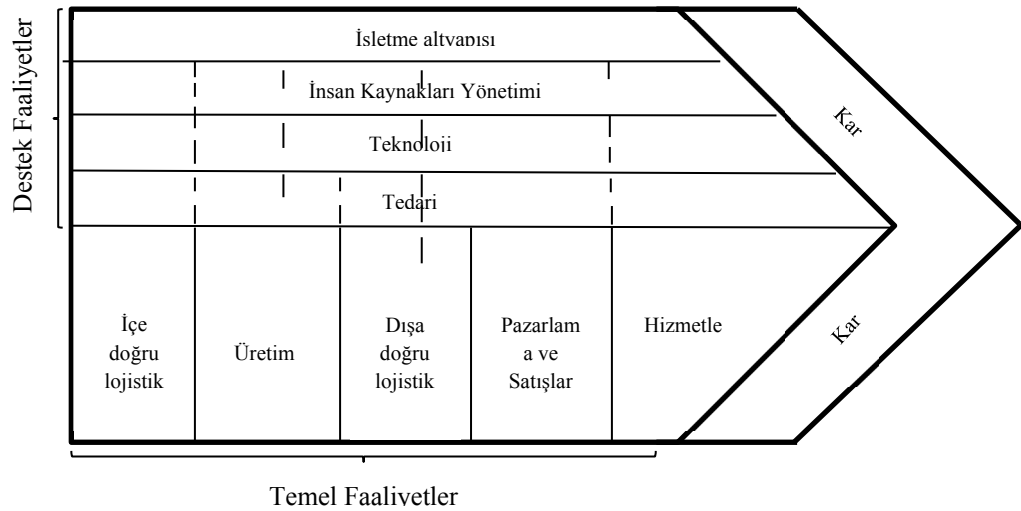 Destek Faaliyetler
İşletme altyapısı
İnsan Kaynakları Yönetimi
Teknoloji
Tedari
Kar
Kar
İçe
doğru
lojistik
Üretim
Dışa
doğru
lojistik
Pazarlam
a ve
Satışlar
Hizmetle
Temel Faaliyetler